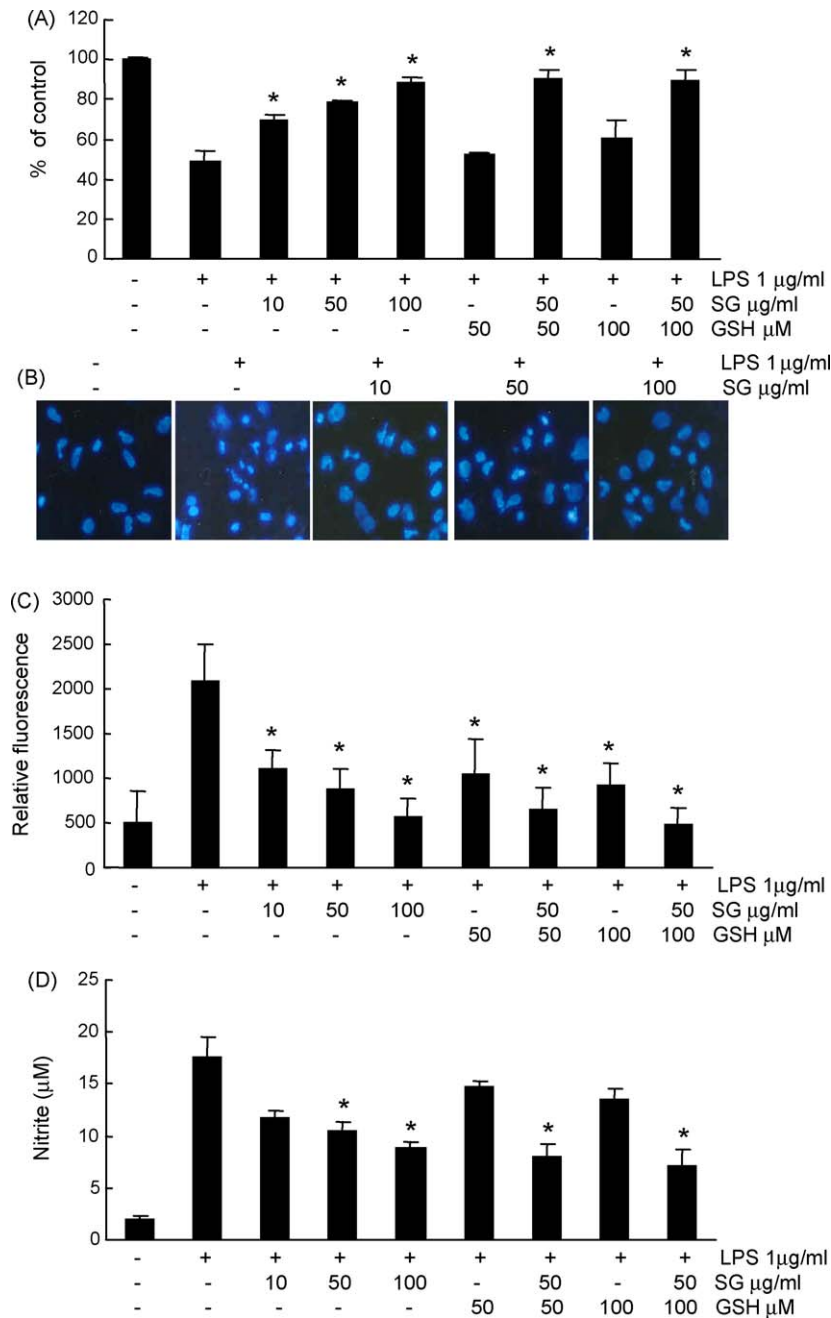 (A)
% of control
120
100
80
60
40
20
0
- + + + + + + + + LPS 1 μg/ml
- - 10 50 100 - 50 - 50 SG μg/ml
- - - - - 50 50 100 100 GSH μM
* * * * *
(B)
- + + + + LPS 1μg/ml
- - 10 50 100 SG μg/ml
(C)
Relative fluorescence
3000
2500
2000
1500
1000
500
0
* * * * * * *
- + + + + + + + + LPS 1μg/ml
- - 10 50 100 - 50 - 50 SG μg/ml
- - - - - 50 50 100 100 GSH μM
(D)
Nitrite (μM)
25
20
15
10
5
0
* * * *
- + + + + + + + + LPS 1μg/ml
- - 10 50 100 - 50 - 50 SG μg/ml
- - - - - 50 50 100 100 GSH μM